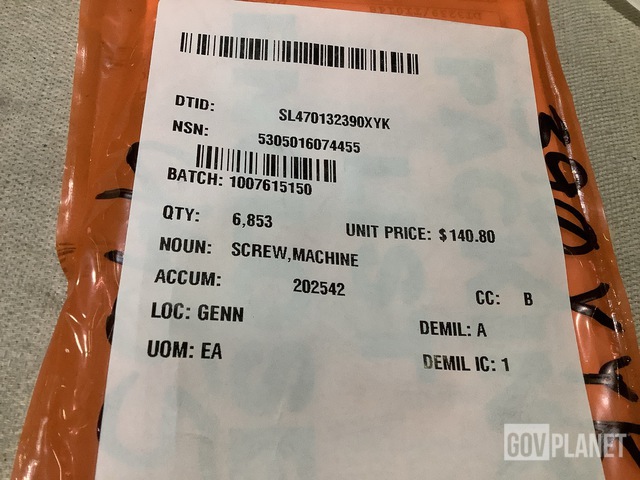 DTID: SL470132390XYK
NSN: 5305016074455
BATCH: 1007615150
QTY: 6,853 UNIT PRICE: $140.80
NOUN: SCREW,MACHINE
ACCUM: 202542
CC: B
LOC: GENN
DEMIL: A
UOM: EA
DEMIL IC: 1
390XYK
GOVPLANET